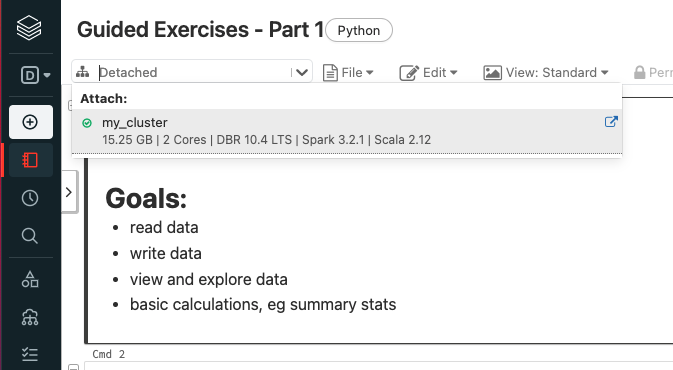 Guided Exercises - Part 1 Python
D
Detached File Edit View: Standard Perr
Attach:
my_cluster
15.25 GB | 2 Cores | DBR 10.4 LTS | Spark 3.2.1 | Scala 2.12
Goals:
read data
write data
view and explore data
basic calculations, eg summary stats
Cmd 2